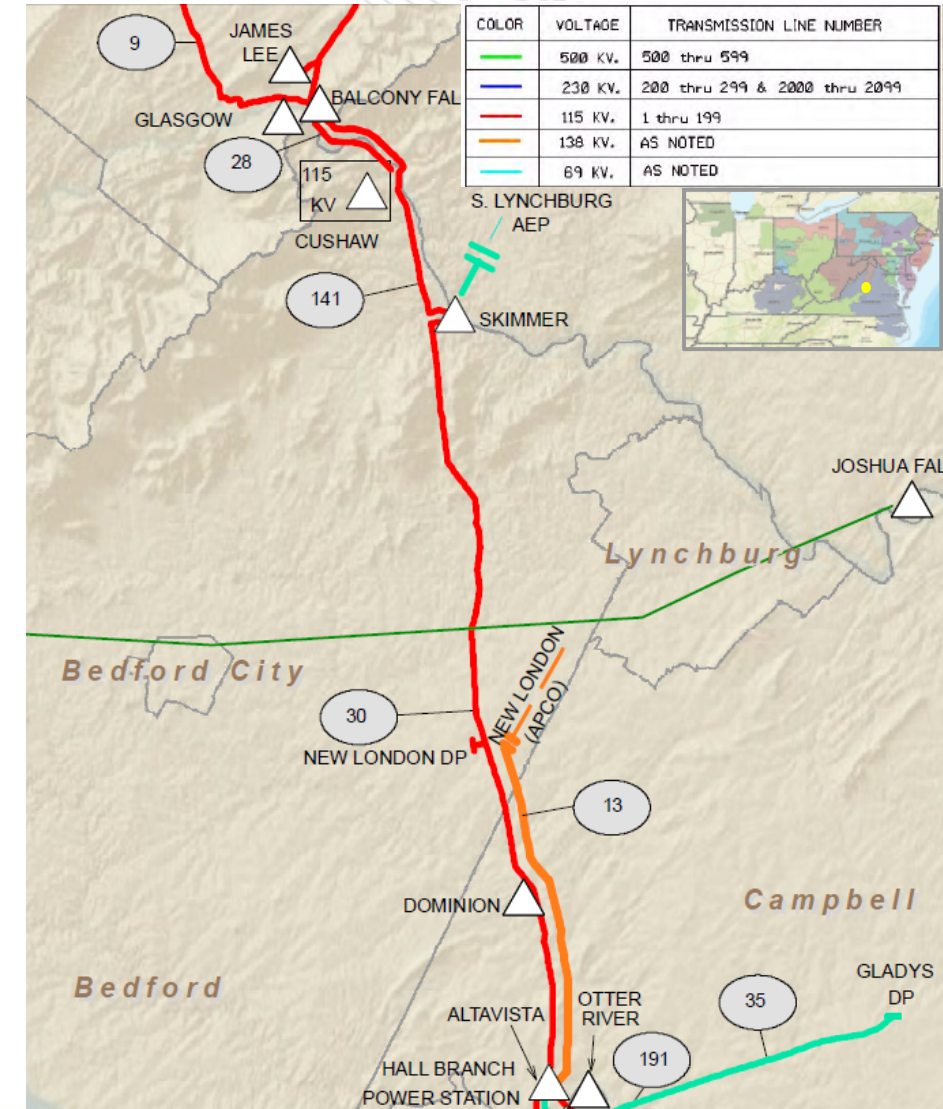 COLOR VOLTAGE TRANSMISSION LINE NUMBER
500 KV. 500 thru 599
230 KV. 200 thru 299 & 2000 thru 2099
115 KV. 1 thru 199
138 KV. AS NOTED
69 KV. AS NOTED
9
JAMES
LEE
BALCONY FAL
GLASGOW
28
115
KV
CUSHAW
S. LYNCHBURG
AEP
141
SKIMMER
JOSHUA FAL
Lynchburg
Bedford City
NEW LONDON
(APCO)
30
NEW LONDON DP
13
DOMINION
Campbell
Bedford
GLADYS
DP
35
ALTAVISTA
OTTER
RIVER
191
HALL BRANCH
POWER STATION